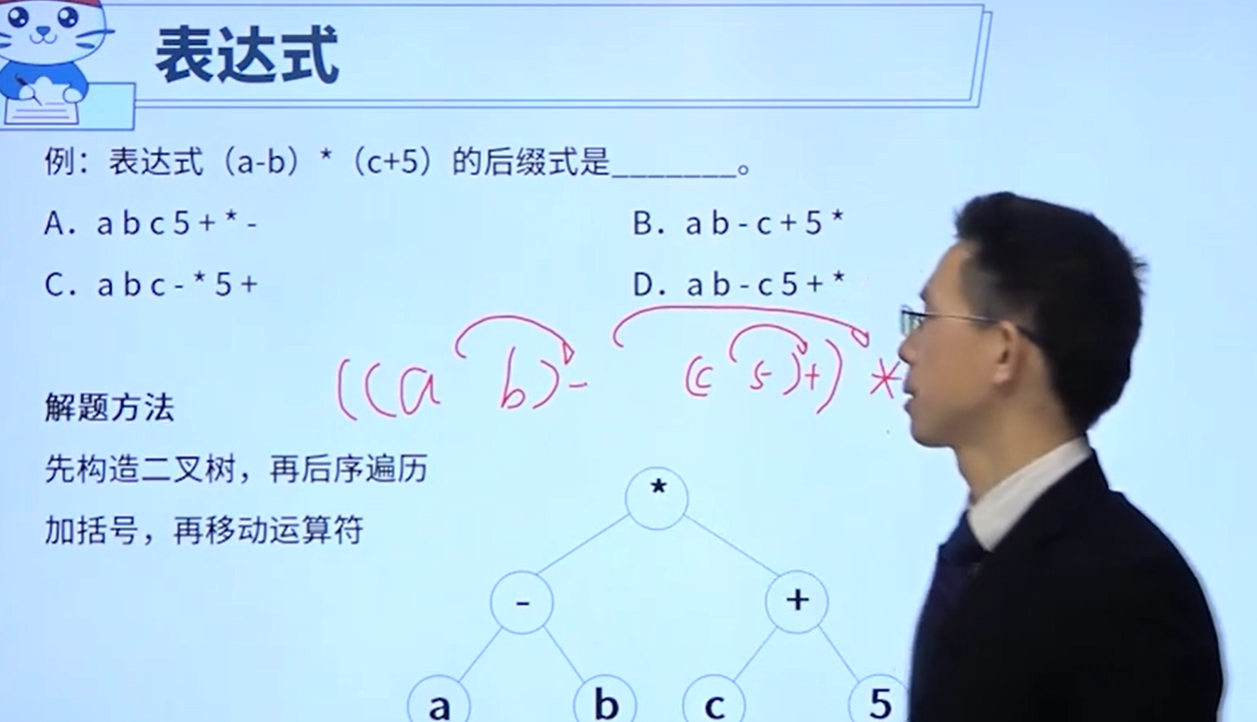 表达式
例：表达式（a-b）*（c+5）的后缀式是_______。
A. a b c 5 + * -
B. a b - c + 5 *
C. a b c - * 5 +
D. a b - c 5 + *
((a b)- (c 5)+) *
解题方法
先构造二叉树，再后序遍历
加括号，再移动运算符
*
- +
a b c 5